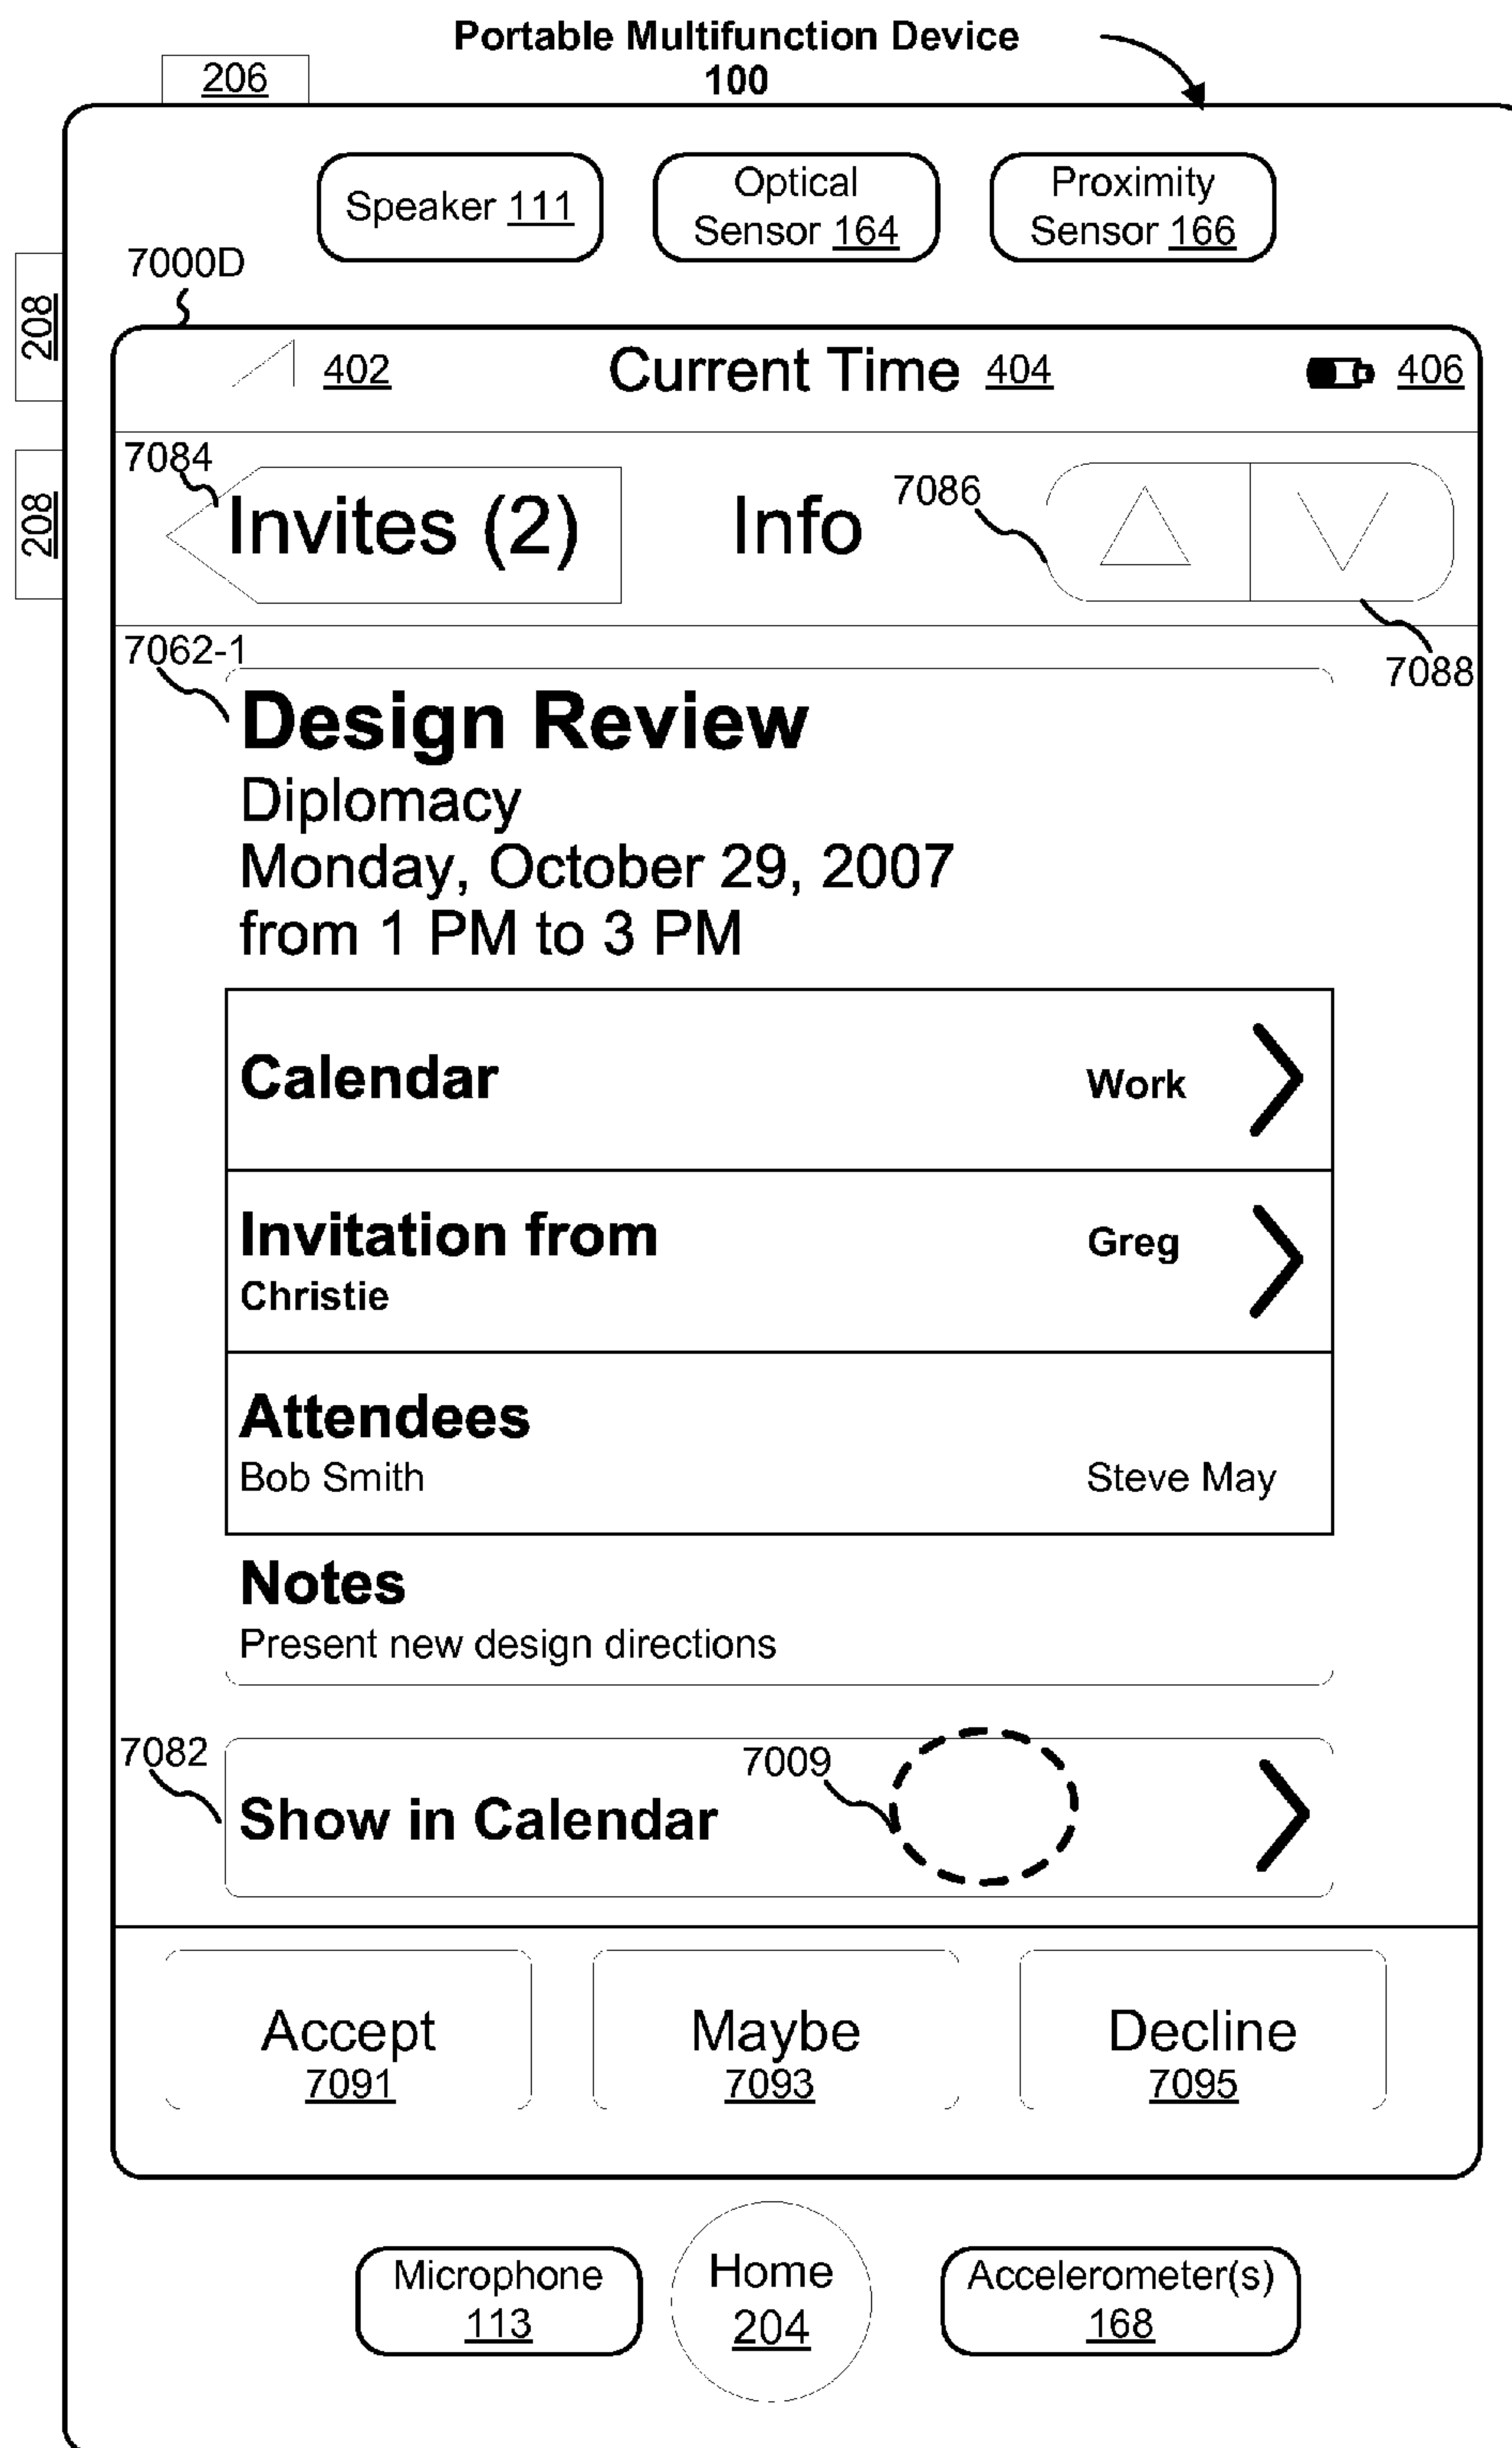 Portable Multifunction Device
100
206
Speaker 111
Optical
Sensor 164
Proximity
Sensor 166
208
7000D
402 Current Time 404 406
208
7084
Invites (2) Info 7086
7088
7062-1
Design Review
Diplomacy
Monday, October 29, 2007
from 1 PM to 3 PM
Calendar Work
Invitation from Greg
Christie
Attendees
Bob Smith Steve May
Notes
Present new design directions
7082
7009
Show in Calendar
Accept
7091
Maybe
7093
Decline
7095
Microphone
113
Home
204
Accelerometer(s)
168